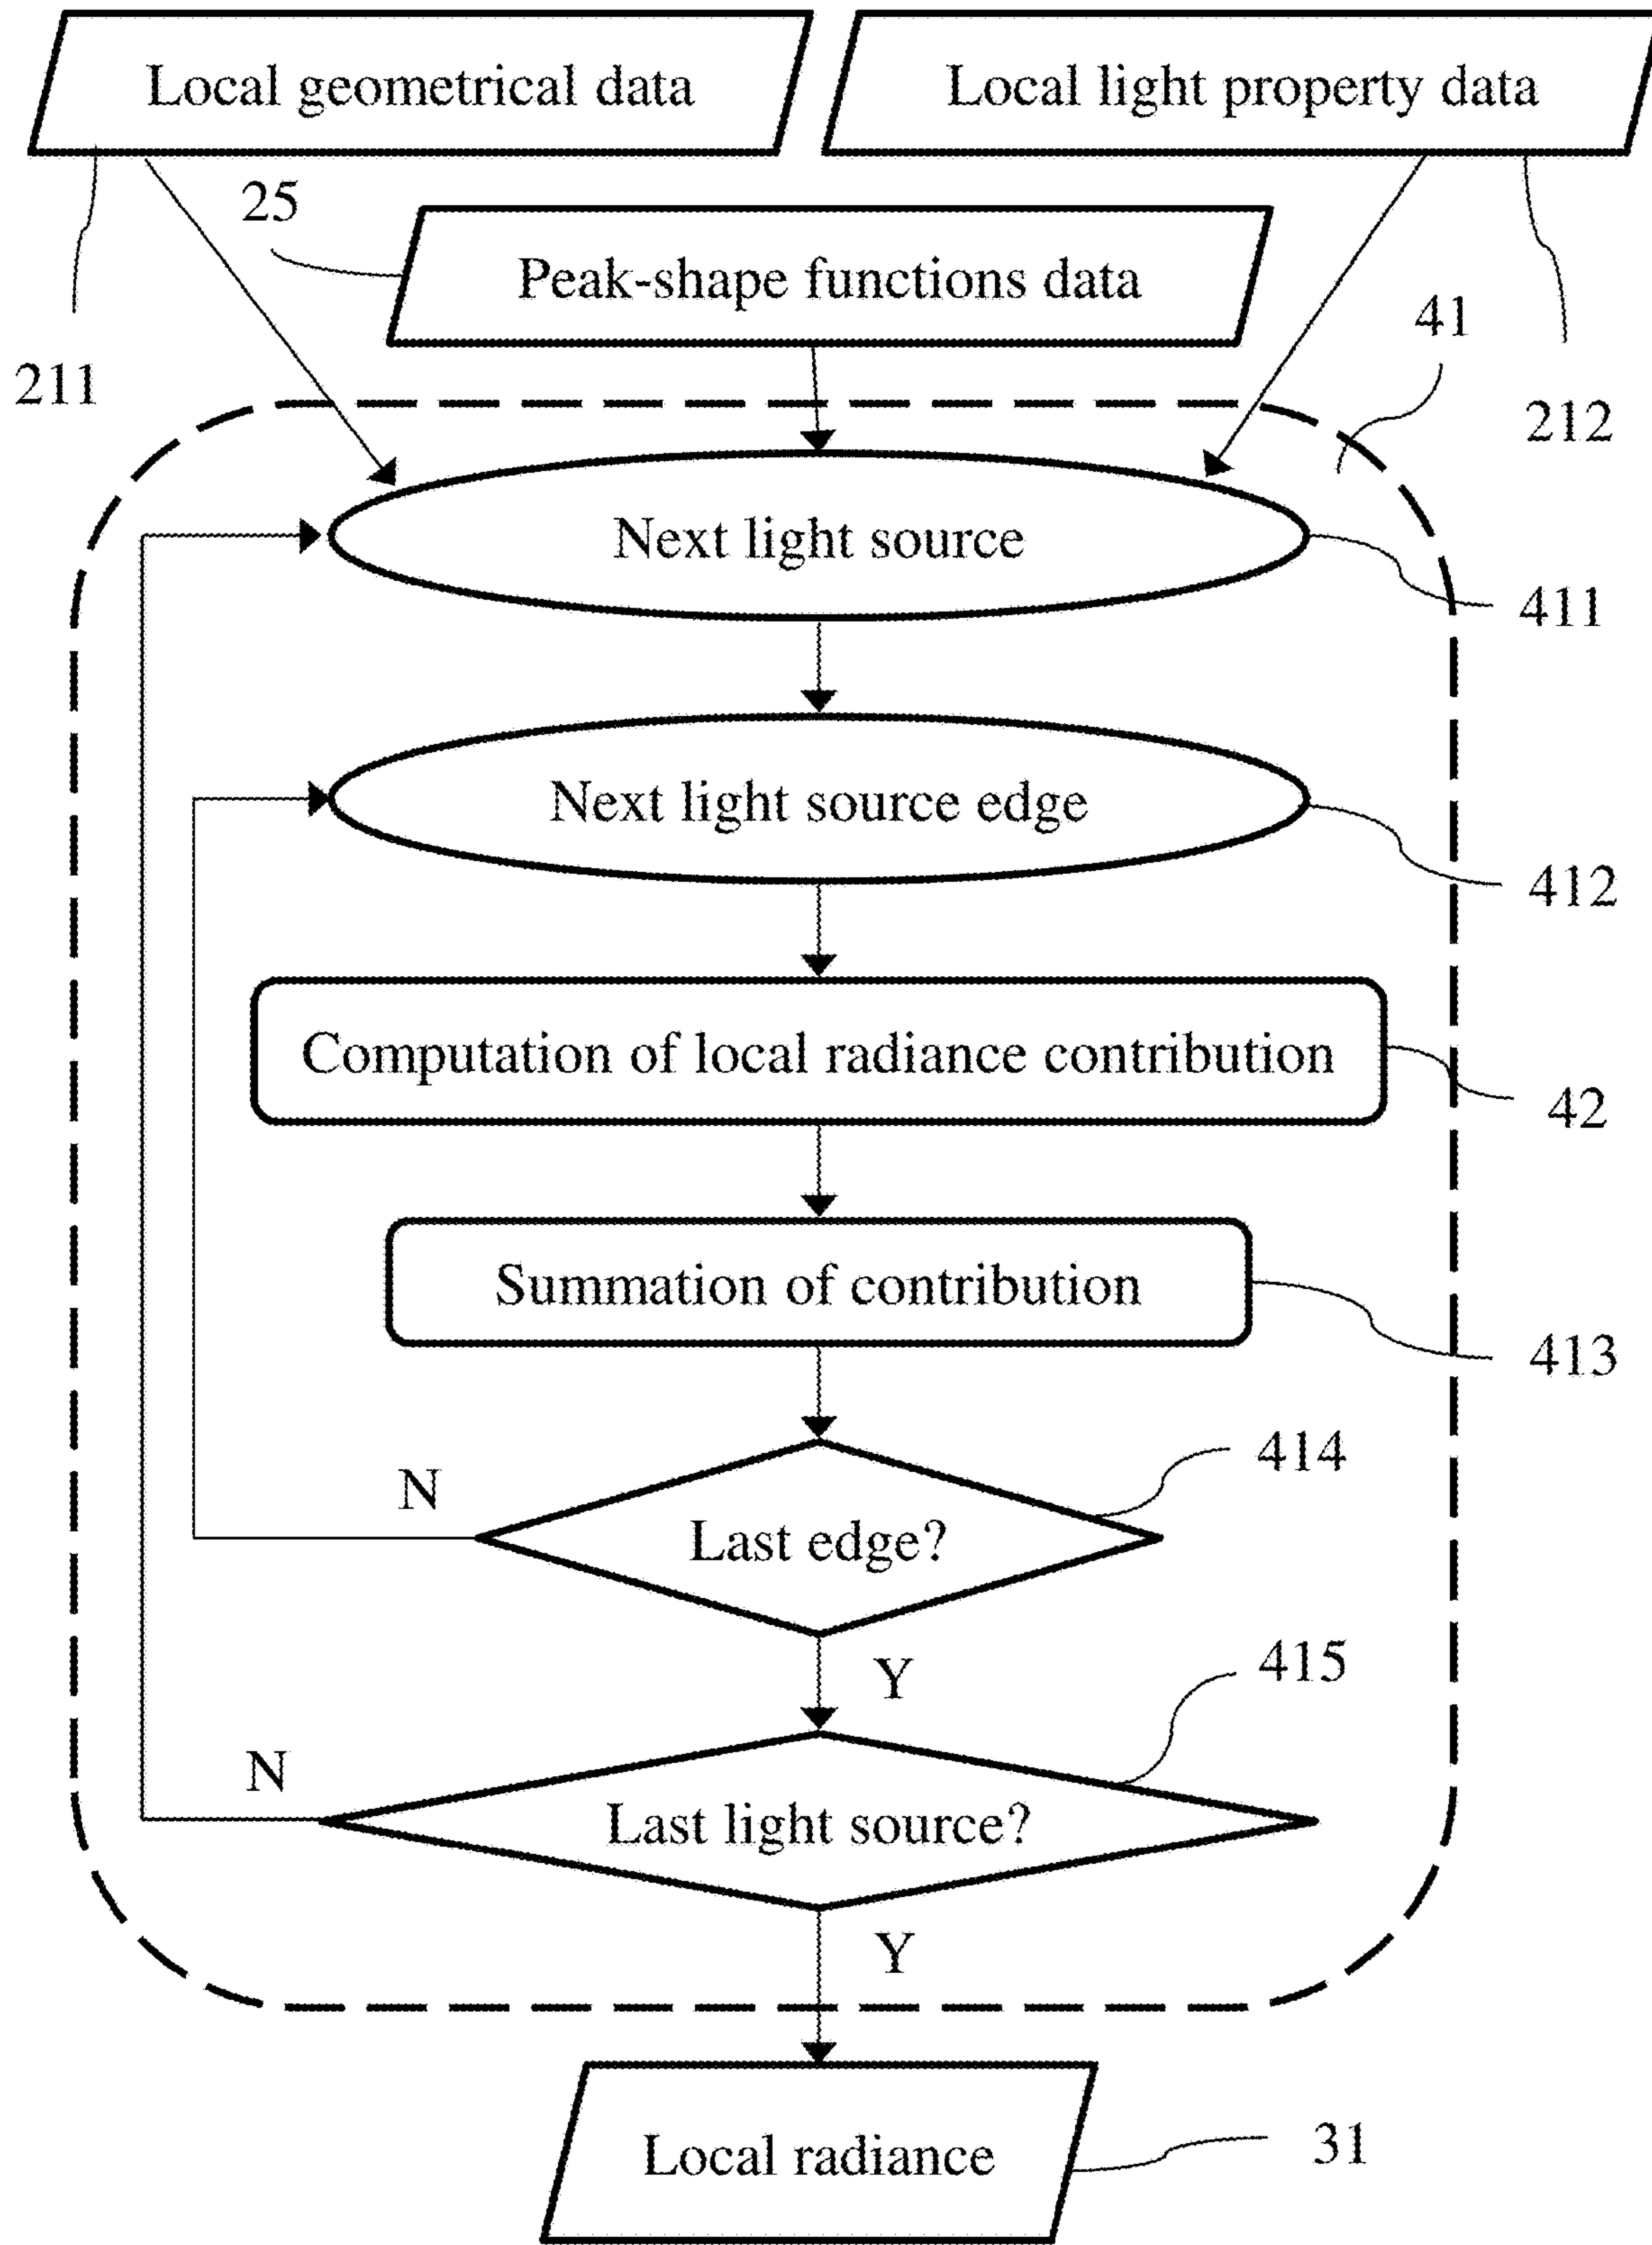 Local geometrical data
Local light property data
25
Peak-shape functions data
41
211
212
Next light source
411
Next light source edge
412
Computation of local radiance contribution
42
Summation of contribution
413
414
N
Last edge?
Y
415
N
Last light source?
Y
Local radiance
31